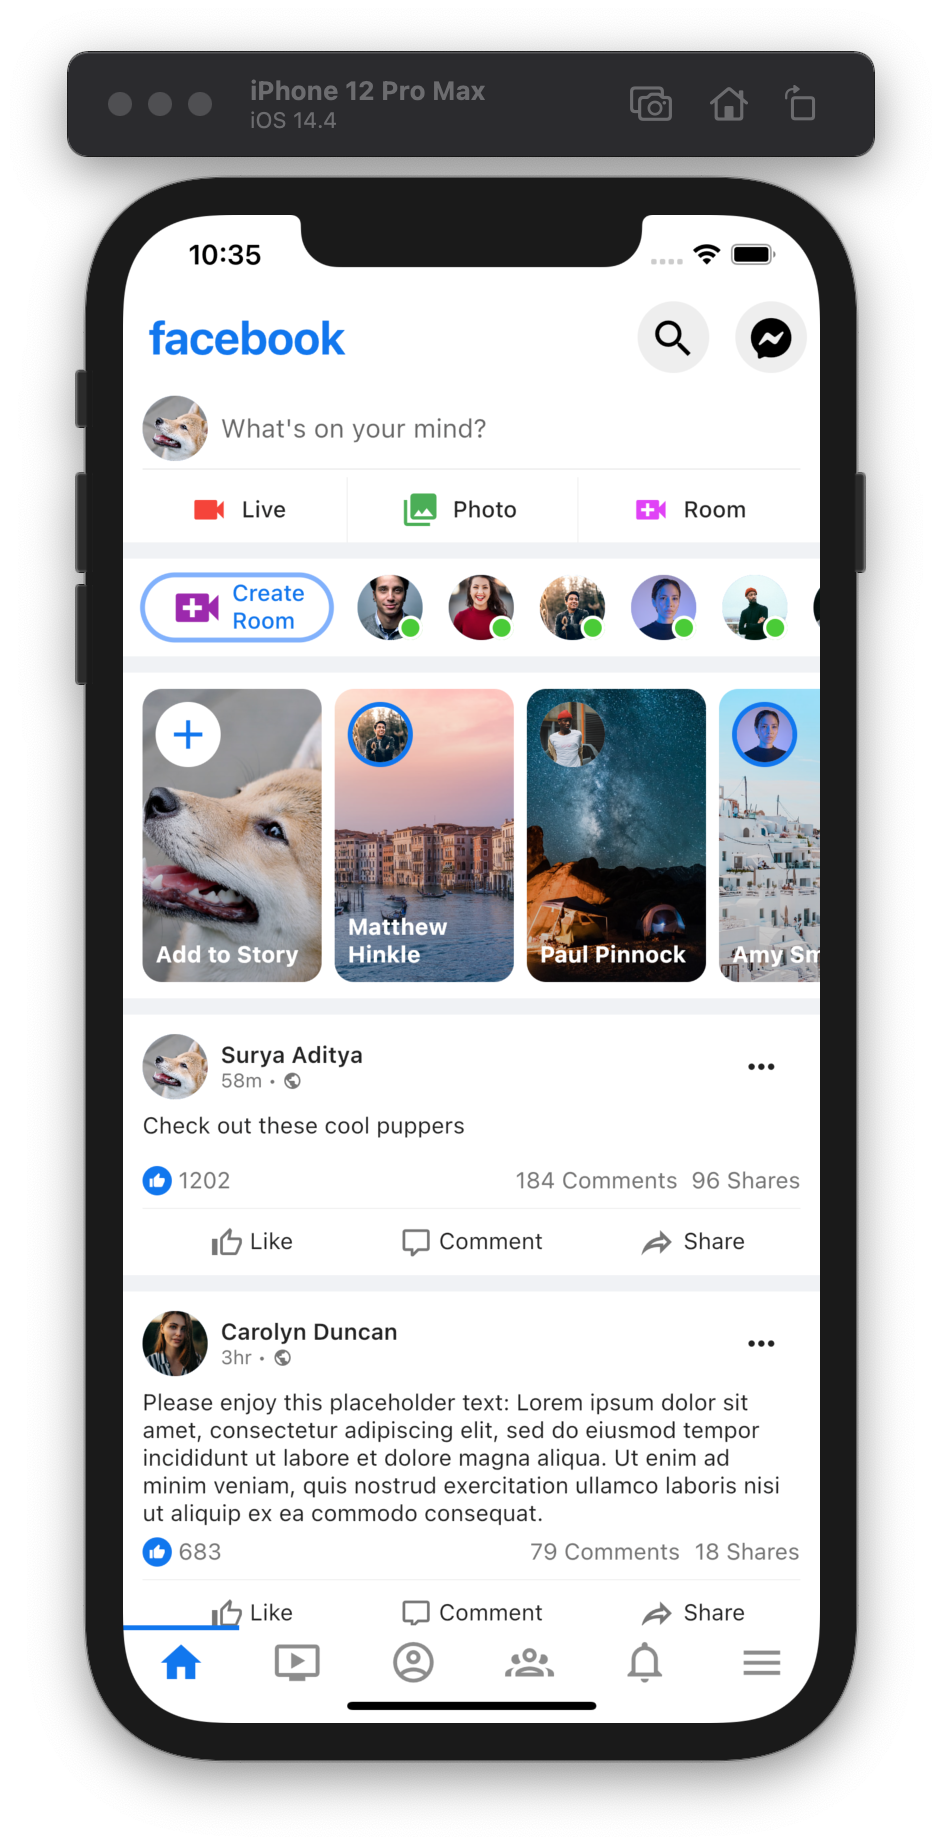 iPhone 12 Pro Max
iOS 14.4
10:35
facebook
What's on your mind?
Live
Photo
Room
Create
Room
Add to Story
Matthew
Hinkle
Paul Pinnock
Amy Sm
Surya Aditya
58m •
Check out these cool puppers
1202
184 Comments 96 Shares
Like
Comment
Share
Carolyn Duncan
3hr •
Please enjoy this placeholder text: Lorem ipsum dolor sit
amet, consectetur adipiscing elit, sed do eiusmod tempor
incididunt ut labore et dolore magna aliqua. Ut enim ad
minim veniam, quis nostrud exercitation ullamco laboris nisi
ut aliquip ex ea commodo consequat.
683
79 Comments 18 Shares
Like
Comment
Share